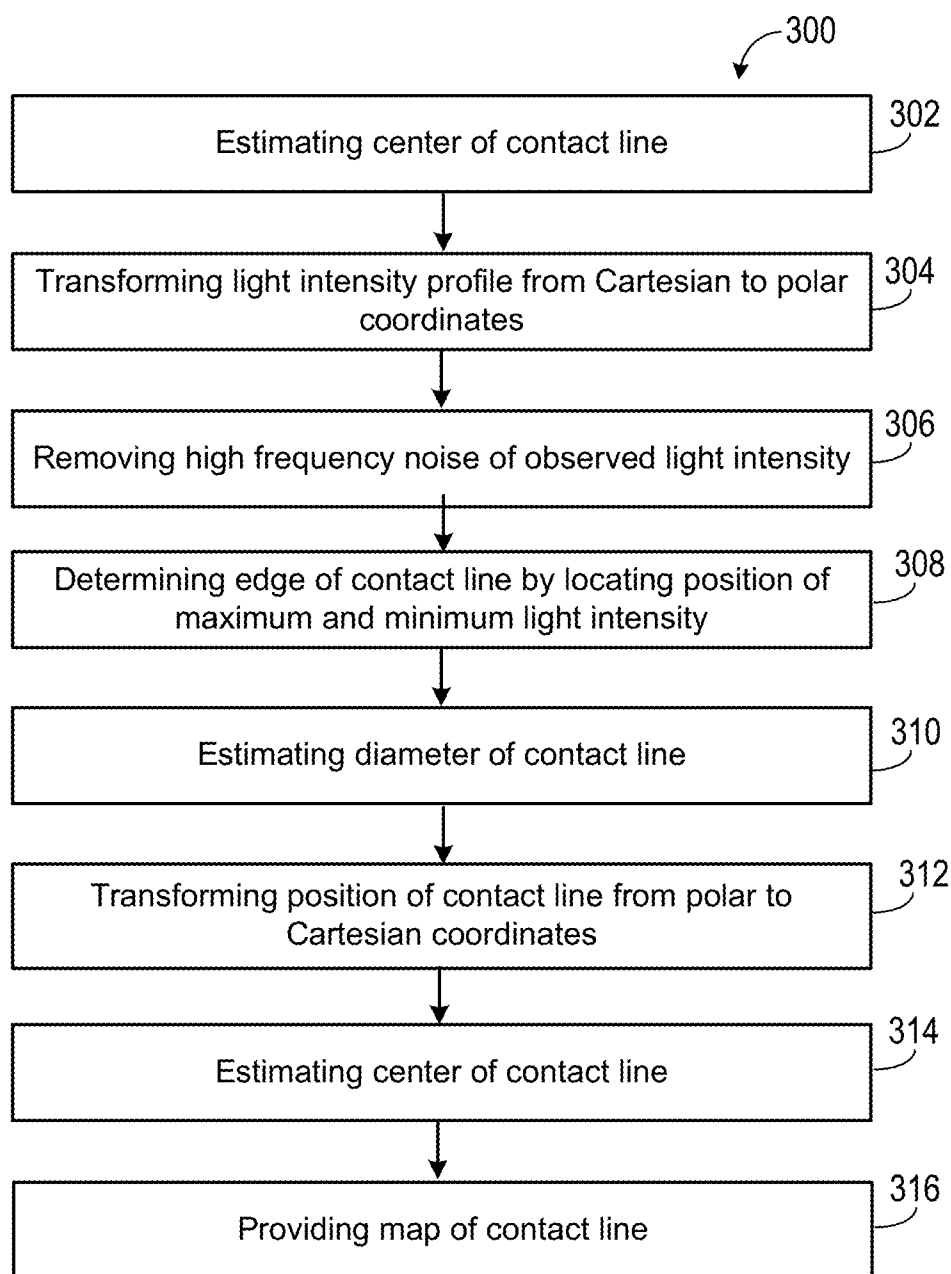 300
Estimating center of contact line
302
Transforming light intensity profile from Cartesian to polar
coordinates
304
Removing high frequency noise of observed light intensity
306
Determining edge of contact line by locating position of
maximum and minimum light intensity
308
Estimating diameter of contact line
310
Transforming position of contact line from polar to
Cartesian coordinates
312
Estimating center of contact line
314
Providing map of contact line
316